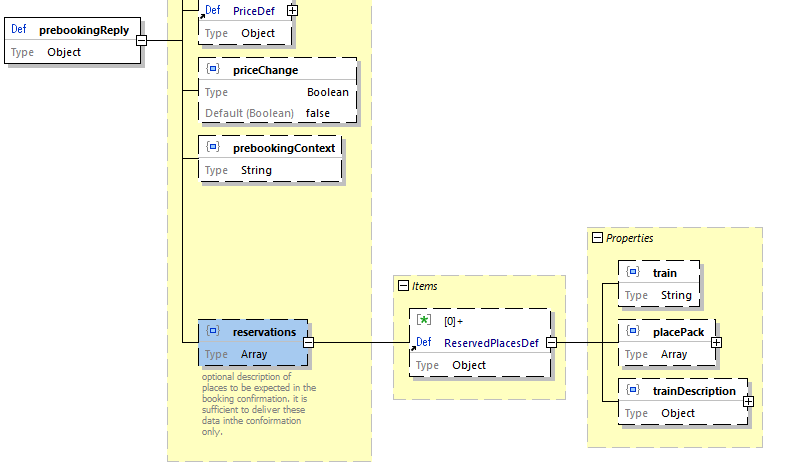 Def PriceDef
Type Object
Def prebookingReply
Type Object
priceChange
Type Boolean
Default (Boolean) false
prebookingContext
Type String
reservations
Type Array
optional description of
places to be expected in the
booking confirmation. it is
sufficient to deliver these
data inthe confoirmation
only.
Items
[0]+
Def ReservedPlacesDef
Type Object
Properties
train
Type String
placePack
Type Array
trainDescription
Type Object